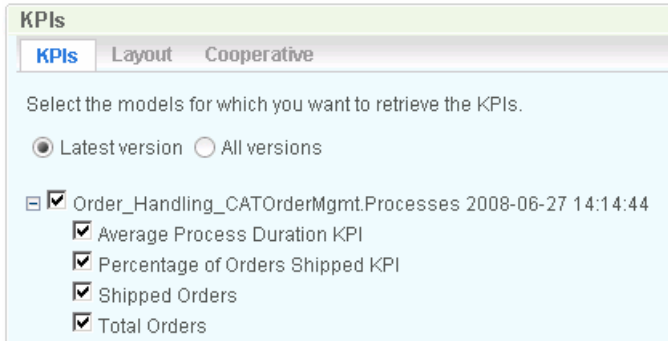 KPIs
KPIs Layout Cooperative
Select the models for which you want to retrieve the KPIs.
Latest version All versions
Order_Handling_CATOrderMgmt.Processes 2008-06-27 14:14:44
Average Process Duration KPI
Percentage of Orders Shipped KPI
Shipped Orders
Total Orders